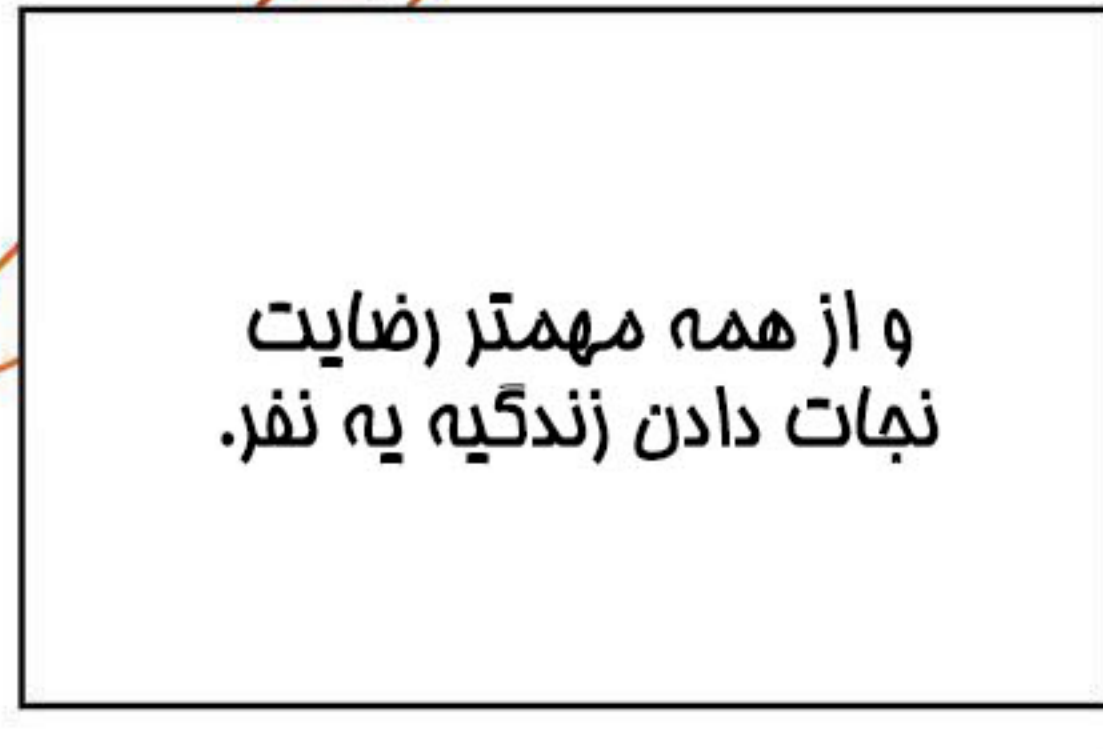 و از همه مهمتر رضایت
نجات دادن زندگیه یه نفر.